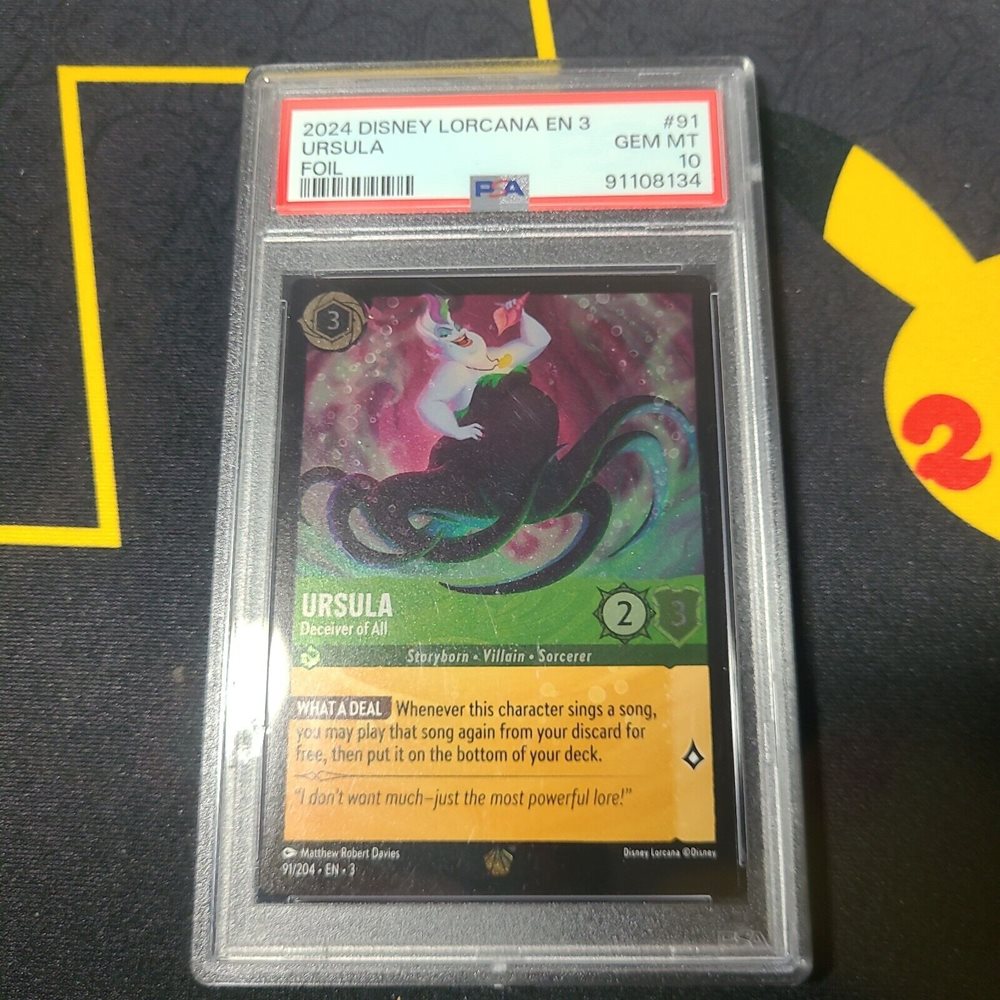 2024 DISNEY LORCANA EN 3 #91
URSULA GEM MT
FOIL 10
PSA 91108134
3
URSULA 2 3
Deceiver of All
Storyborn • Villain • Sorcerer
WHAT A DEAL Whenever this character sings a song,
you may play that song again from your discard for
free, then put it on the bottom of your deck.
"I don't want much—just the most powerful lore!"
Matthew Robert Davies Disney Lorcana ©Disney
91/204 • EN • 3
2